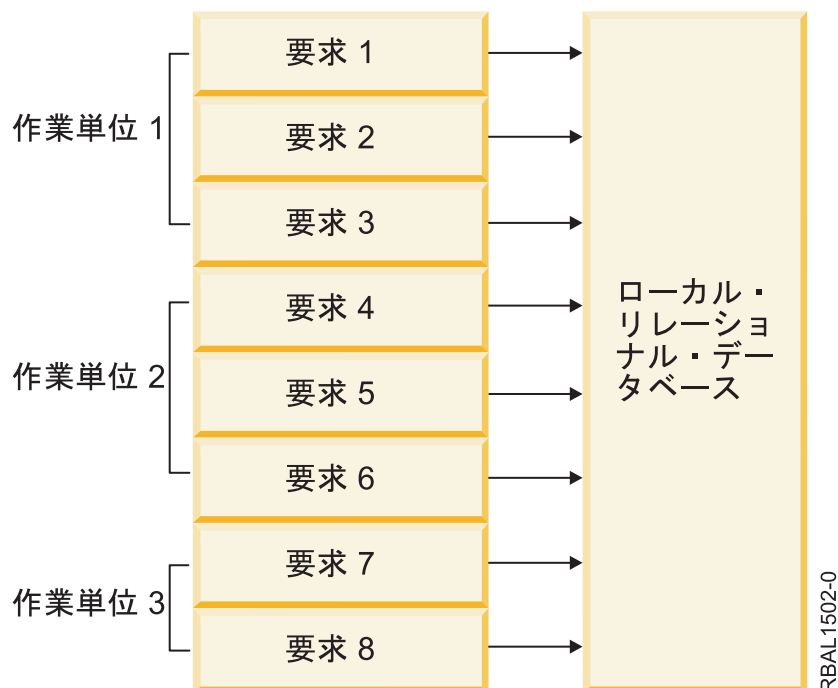 作業単位 1
要求 1
要求 2
要求 3
作業単位 2
要求 4
要求 5
要求 6
作業単位 3
要求 7
要求 8
ローカル・
リレーショ
ナル・デー
タベース
RBAL1502-0